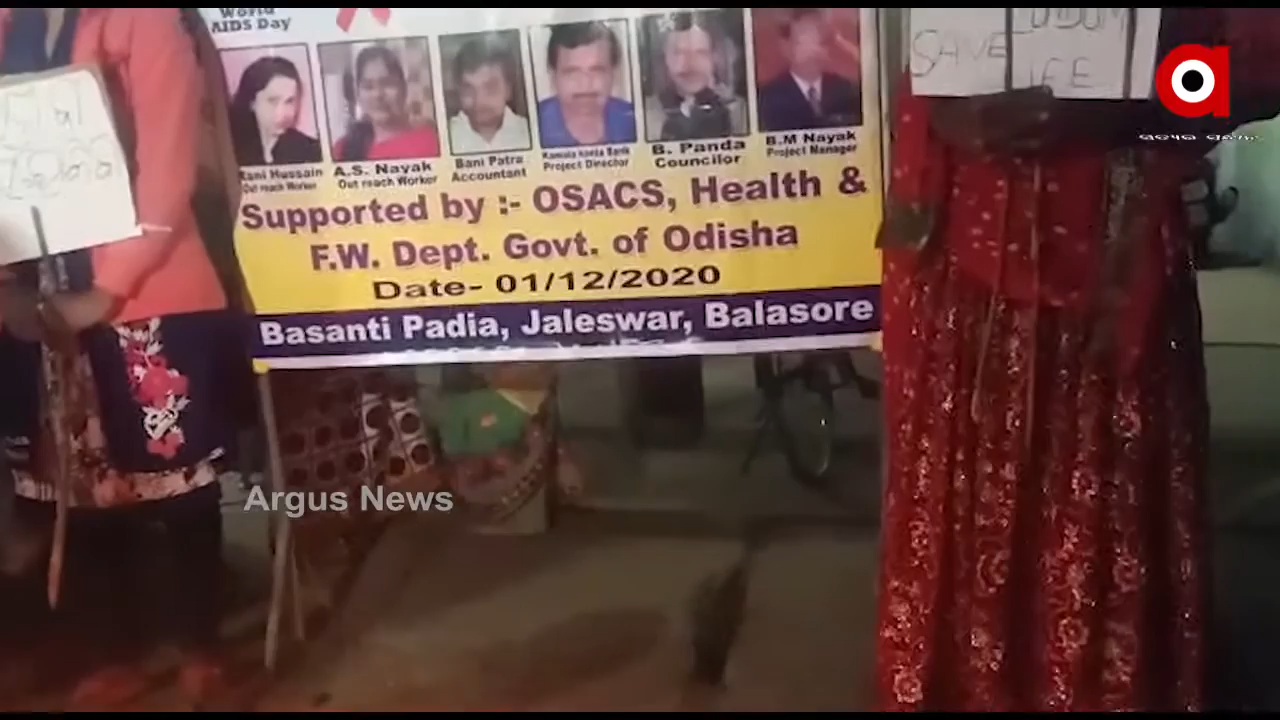 World
AIDS Day
Rani Hussain
Out reach Worker
A.S. Nayak
Out reach Worker
Bani Patra
Accountant
Project Director
B. Panda
Councilor
B.M Nayak
Project Manager
Supported by :- OSACS, Health &
F.W. Dept. Govt. of Odisha
Date- 01/12/2020
Basanti Padia, Jaleswar, Balasore
SAVE
Argus News